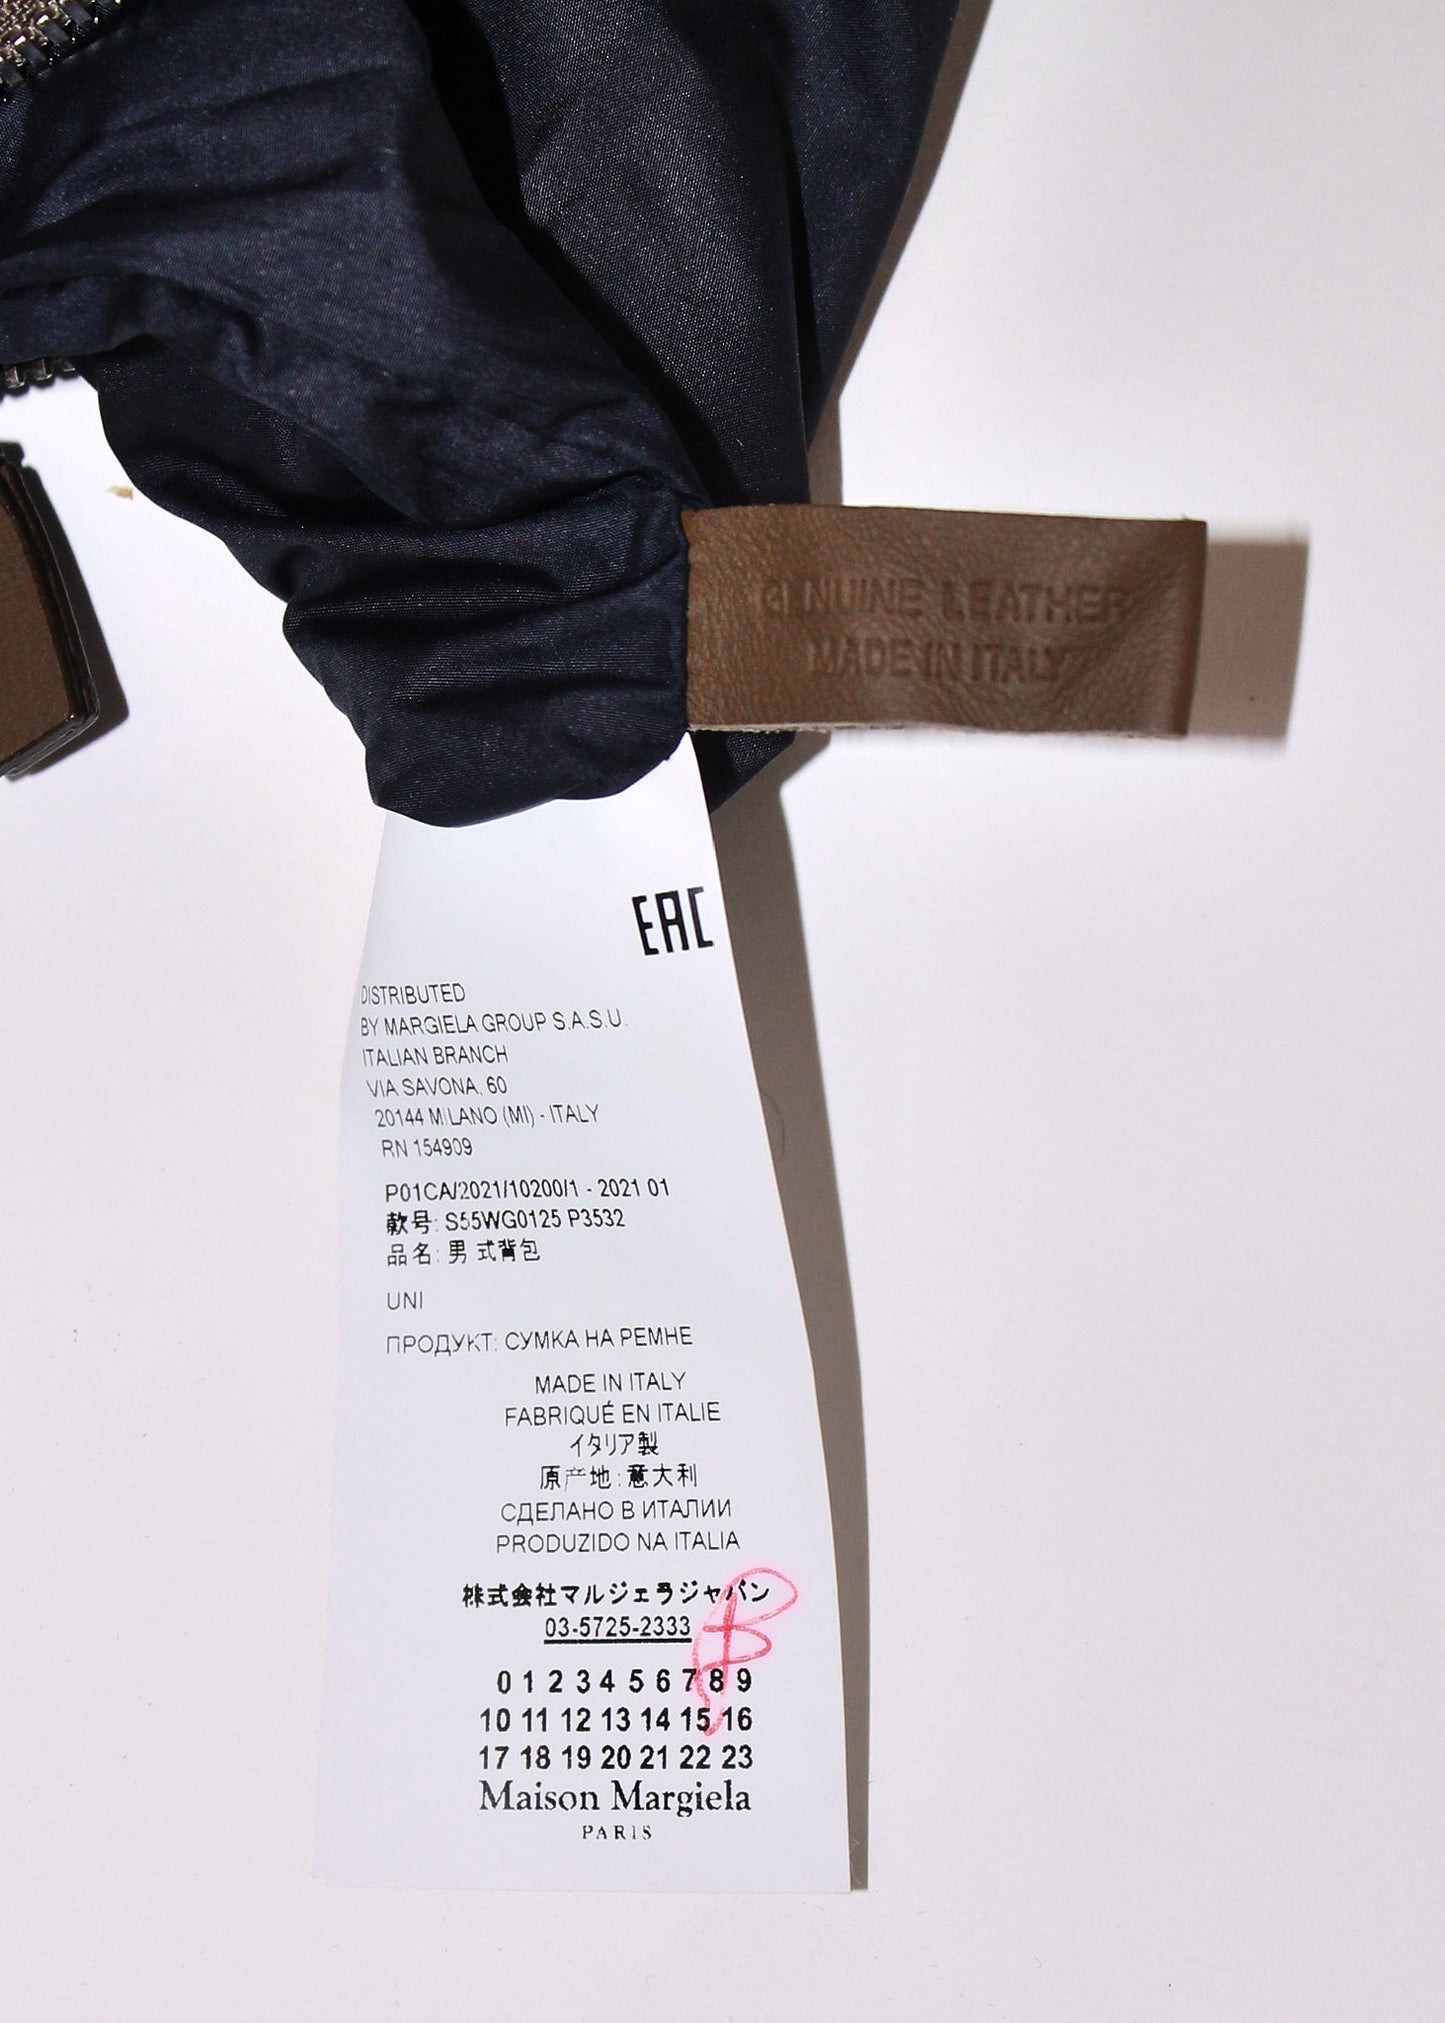 GENUINE LEATHER
MADE IN ITALY
EAC
DISTRIBUTED
BY MARGIELA GROUP S.A.S.U.
ITALIAN BRANCH
VIA SAVONA, 60
20144 MILANO (MI) - ITALY
RN 154909
P01CA/2021/10200/1 - 2021 01
款号: S55WG0125 P3532
品名: 男式背包
UNI
ПРОДУКТ: СУМКА НА РЕМНЕ
MADE IN ITALY
FABRIQUÉ EN ITALIE
イタリア製
原产地:意大利
СДЕЛАНО В ИТАЛИИ
PRODUZIDO NA ITALIA
株式会社マルジェラジャパン
03-5725-2333
0 1 2 3 4 5 6 7 8 9
10 11 12 13 14 15 16
17 18 19 20 21 22 23
Maison Margiela
PARIS